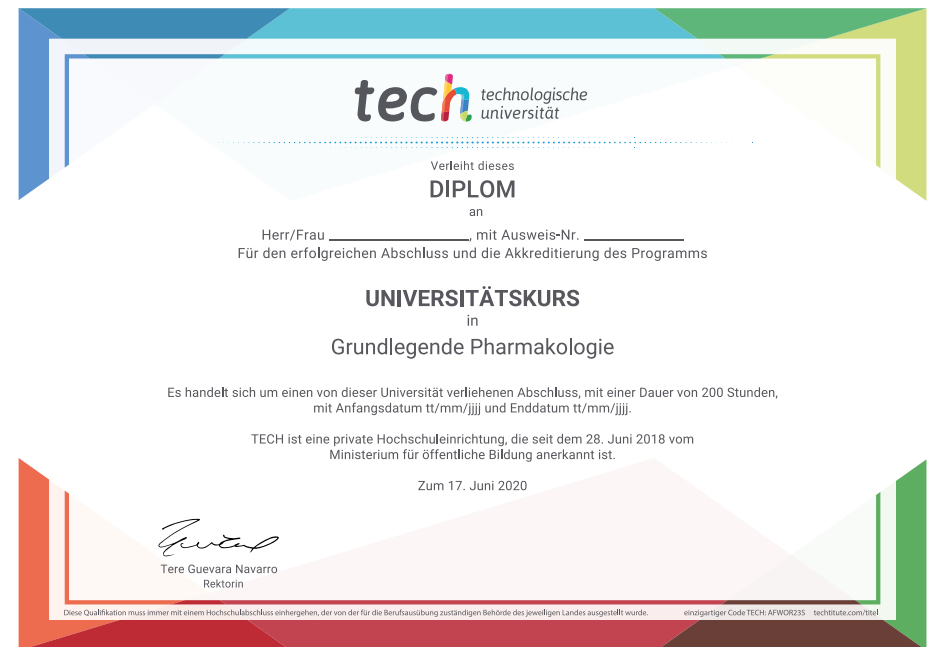 tech technologische
universität
Verleiht dieses
DIPLOM
an
Herr/Frau ____________________, mit Ausweis-Nr. ______________
Für den erfolgreichen Abschluss und die Akkreditierung des Programms
UNIVERSITÄTSKURS
in
Grundlegende Pharmakologie
Es handelt sich um einen von dieser Universität verliehenen Abschluss, mit einer Dauer von 200 Stunden,
mit Anfangsdatum tt/mm/jjjj und Enddatum tt/mm/jjjj.
TECH ist eine private Hochschuleinrichtung, die seit dem 28. Juni 2018 vom
Ministerium für öffentliche Bildung anerkannt ist.
Zum 17. Juni 2020
Tere Guevara Navarro
Rektorin
Diese Qualifikation muss immer mit einem Hochschulabschluss einhergehen, der von der für die Berufsausübung zuständigen Behörde des jeweiligen Landes ausgestellt wurde. einzigartiger Code TECH: AFWOR23S techtitute.com/titel